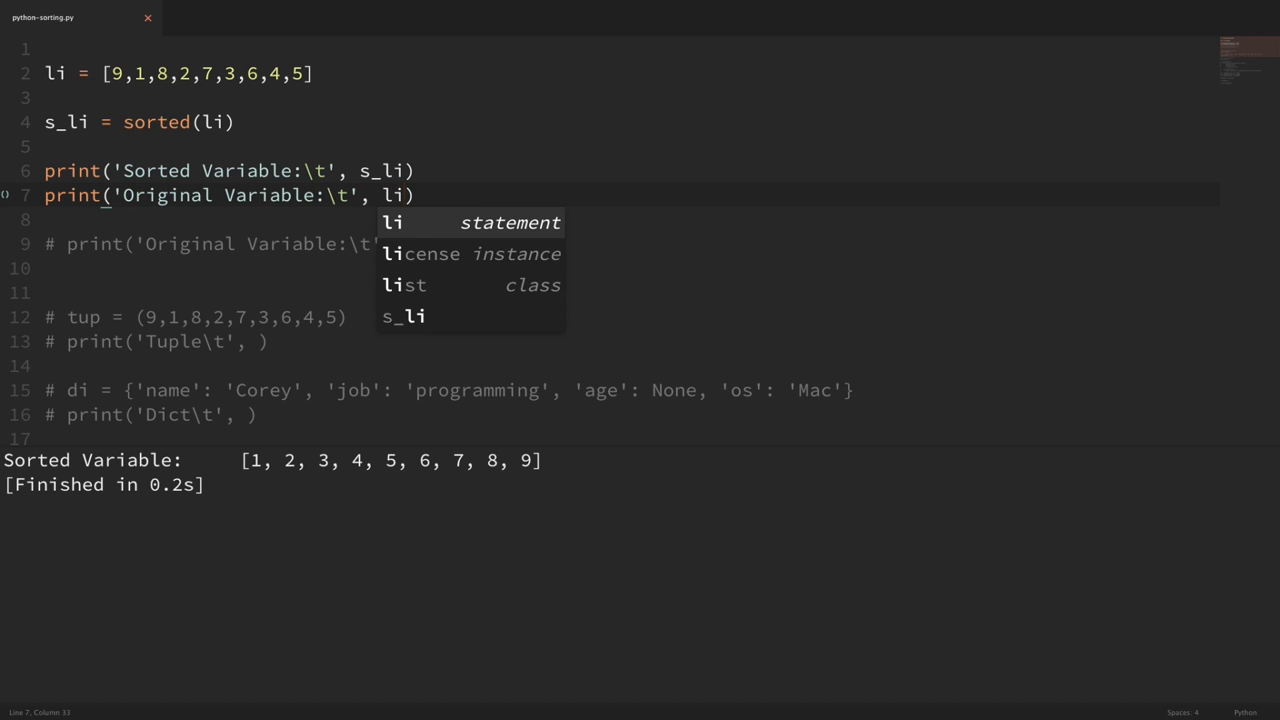 python-sorting.py ×
1
2 li = [9,1,8,2,7,3,6,4,5]
3
4 s_li = sorted(li)
5
6 print('Sorted Variable:\t', s_li)
() 7 print('Original Variable:\t', li)
8
li statement
9 # print('Original Variable:\t'
license instance
10
list class
11
s_li
12 # tup = (9,1,8,2,7,3,6,4,5)
13 # print('Tuple\t', )
14
15 # di = {'name': 'Corey', 'job': 'programming', 'age': None, 'os': 'Mac'}
16 # print('Dict\t', )
17
Sorted Variable: [1, 2, 3, 4, 5, 6, 7, 8, 9]
[Finished in 0.2s]
Line 7, Column 33 Spaces: 4 Python